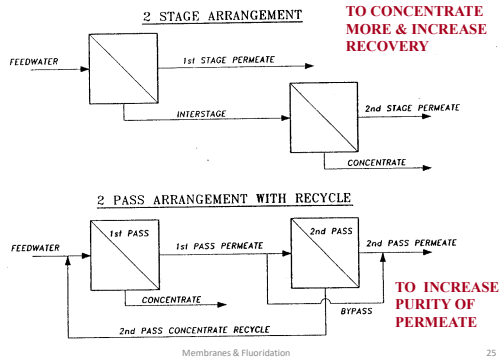 2 STAGE ARRANGEMENT
TO CONCENTRATE
MORE & INCREASE
RECOVERY
FEEDWATER
1st STAGE PERMEATE
INTERSTAGE
2nd STAGE PERMEATE
CONCENTRATE
2 PASS ARRANGEMENT WITH RECYCLE
1st PASS
2nd PASS
FEEDWATER
1st PASS PERMEATE
2nd PASS PERMEATE
CONCENTRATE
BYPASS
TO INCREASE
PURITY OF
PERMEATE
2nd PASS CONCENTRATE RECYCLE
Membranes & Fluoridation
25